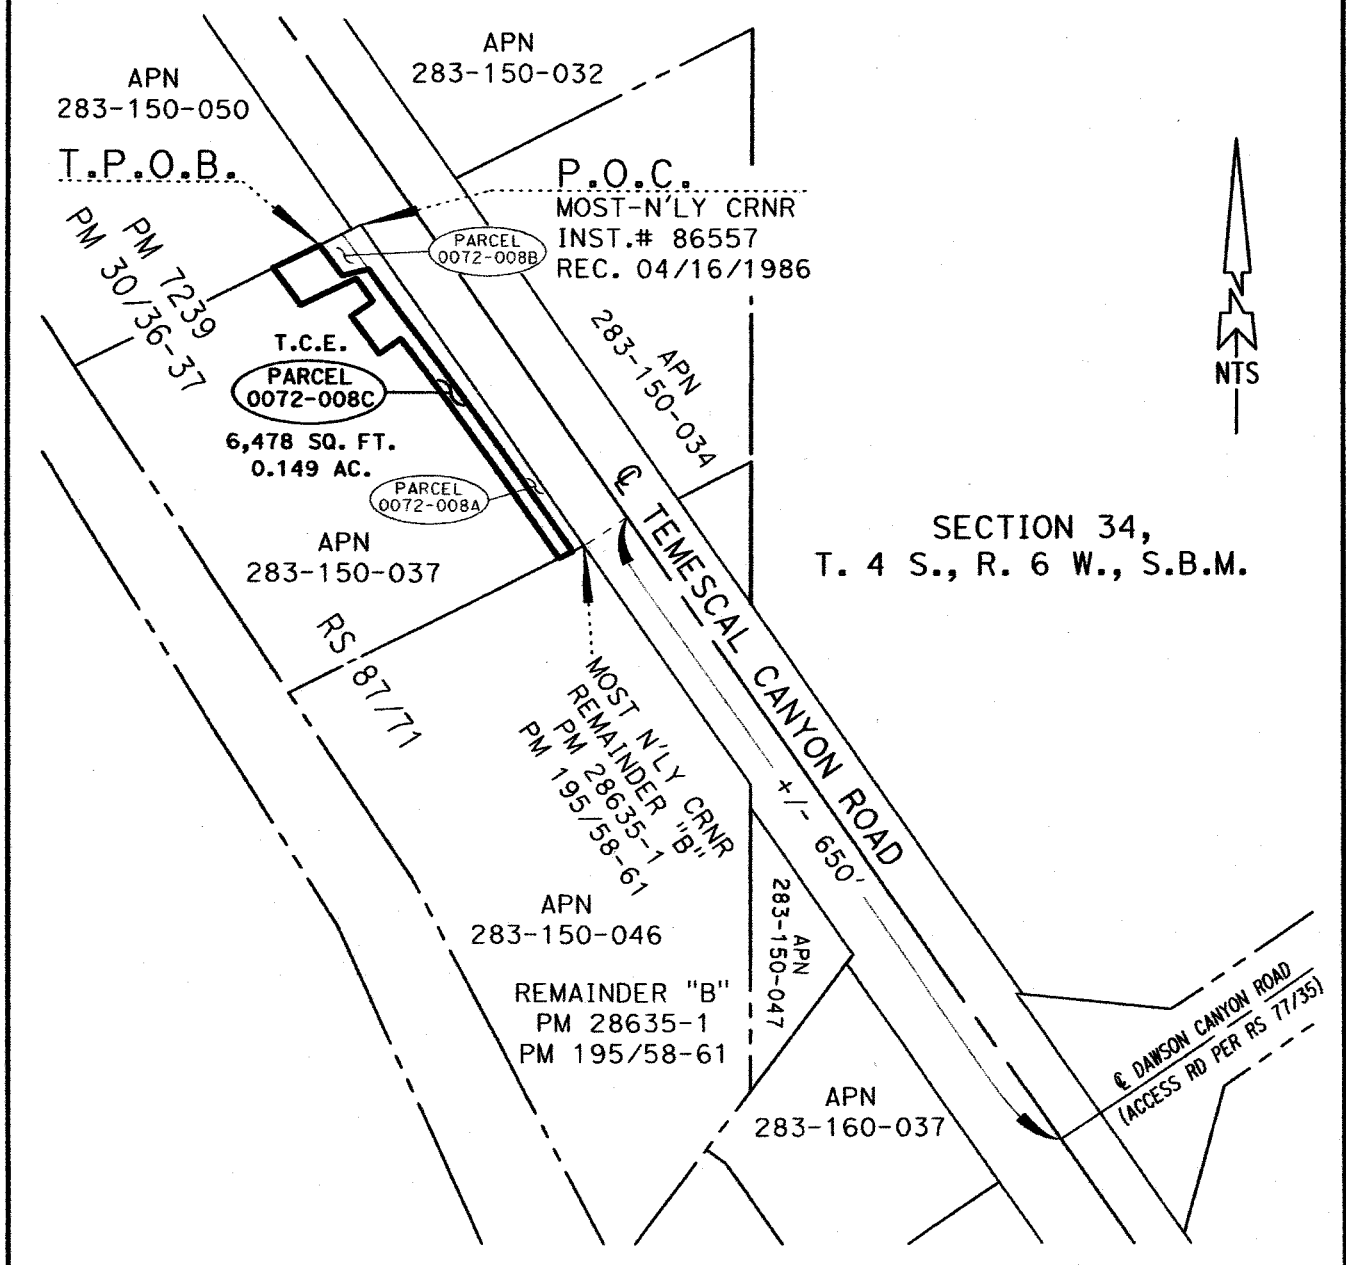 APN
283-150-032
APN
283-150-050
T.P.O.B.
P.O.C.
MOST-N'LY CRNR
INST.# 86557
REC. 04/16/1986
PARCEL
0072-008B
PM 7239
PM 30/36-37
T.C.E.
PARCEL
0072-008C
6,478 SQ. FT.
0.149 AC.
PARCEL
0072-008A
APN
283-150-034
NTS
SECTION 34,
T. 4 S., R. 6 W., S.B.M.
APN
283-150-037
RS 87/71
℄ TEMESCAL CANYON ROAD
+/- 650'
MOST N'LY CRNR
REMAINDER "B"
PM 28635-1
PM 195/58-61
APN
283-150-046
REMAINDER "B"
PM 28635-1
PM 195/58-61
APN
283-150-047
APN
283-160-037
℄ DAWSON CANYON ROAD
(ACCESS RD PER RS 77/35)